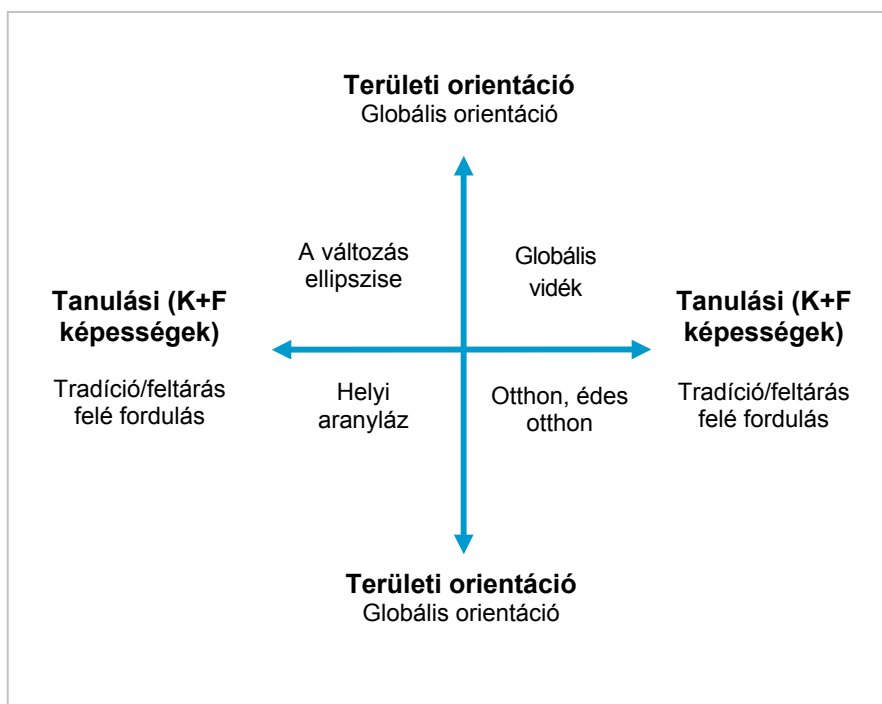 Területi orientáció
Globális orientáció
A változás
ellipszise
Globális
vidék
Tanulási (K+F
képességek)
Tradíció/feltárás
felé fordulás
Tanulási (K+F
képességek)
Tradíció/feltárás
felé fordulás
Helyi
aranyláz
Otthon, édes
otthon
Területi orientáció
Globális orientáció